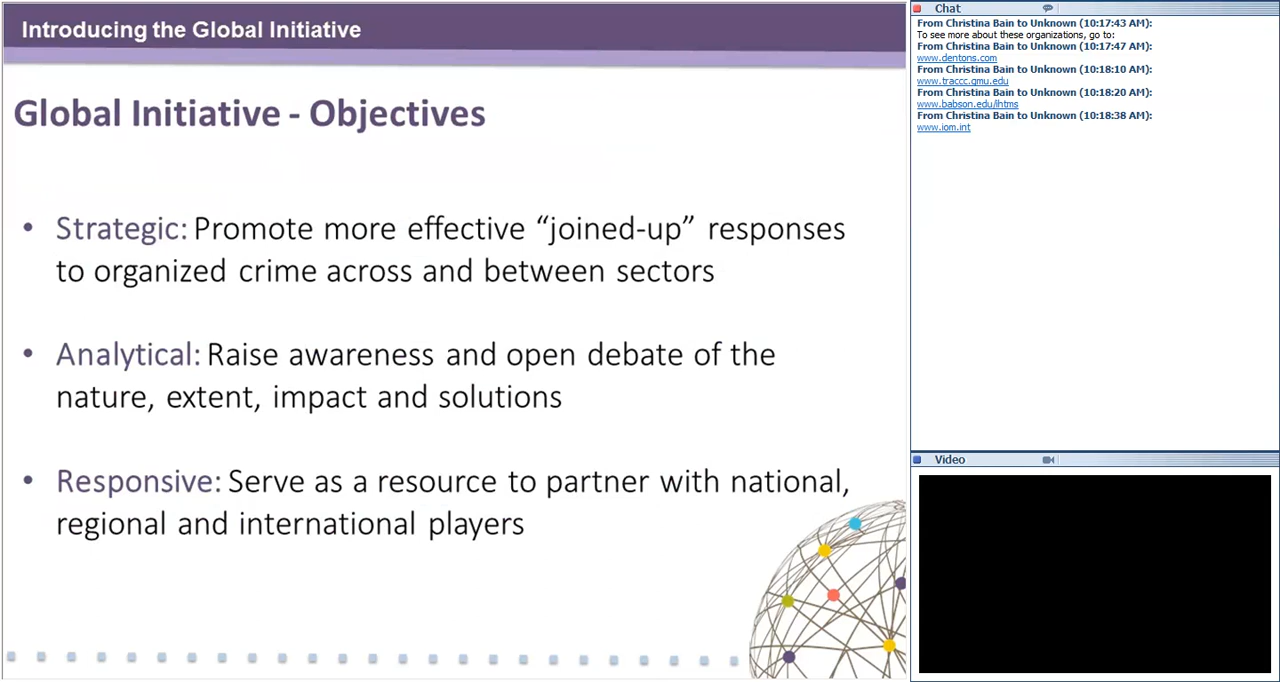 Introducing the Global Initiative
Global Initiative - Objectives
• Strategic: Promote more effective “joined-up” responses
to organized crime across and between sectors
• Analytical: Raise awareness and open debate of the
nature, extent, impact and solutions
• Responsive: Serve as a resource to partner with national,
regional and international players
Chat
From Christina Bain to Unknown (10:17:43 AM):
To see more about these organizations, go to:
From Christina Bain to Unknown (10:17:47 AM):
www.dentons.com
From Christina Bain to Unknown (10:18:10 AM):
www.traccc.gmu.edu
From Christina Bain to Unknown (10:18:20 AM):
www.babson.edu/ihtms
From Christina Bain to Unknown (10:18:38 AM):
www.iom.int
Video